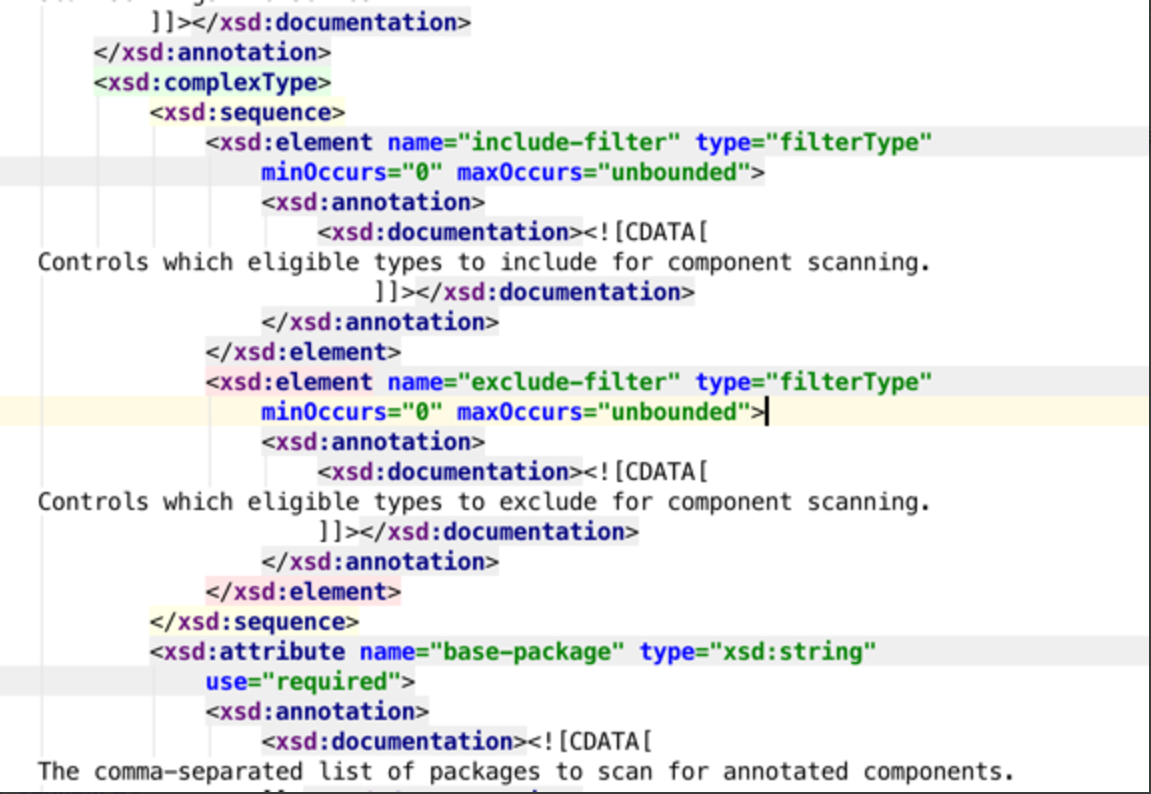 ]]></xsd:documentation>
</xsd:annotation>
<xsd:complexType>
<xsd:sequence>
<xsd:element name="include-filter" type="filterType"
minOccurs="0" maxOccurs="unbounded">
<xsd:annotation>
<xsd:documentation><![CDATA[
Controls which eligible types to include for component scanning.
]]></xsd:documentation>
</xsd:annotation>
</xsd:element>
<xsd:element name="exclude-filter" type="filterType"
minOccurs="0" maxOccurs="unbounded">
<xsd:annotation>
<xsd:documentation><![CDATA[
Controls which eligible types to exclude for component scanning.
]]></xsd:documentation>
</xsd:annotation>
</xsd:element>
</xsd:sequence>
<xsd:attribute name="base-package" type="xsd:string"
use="required">
<xsd:annotation>
<xsd:documentation><![CDATA[
The comma-separated list of packages to scan for annotated components.